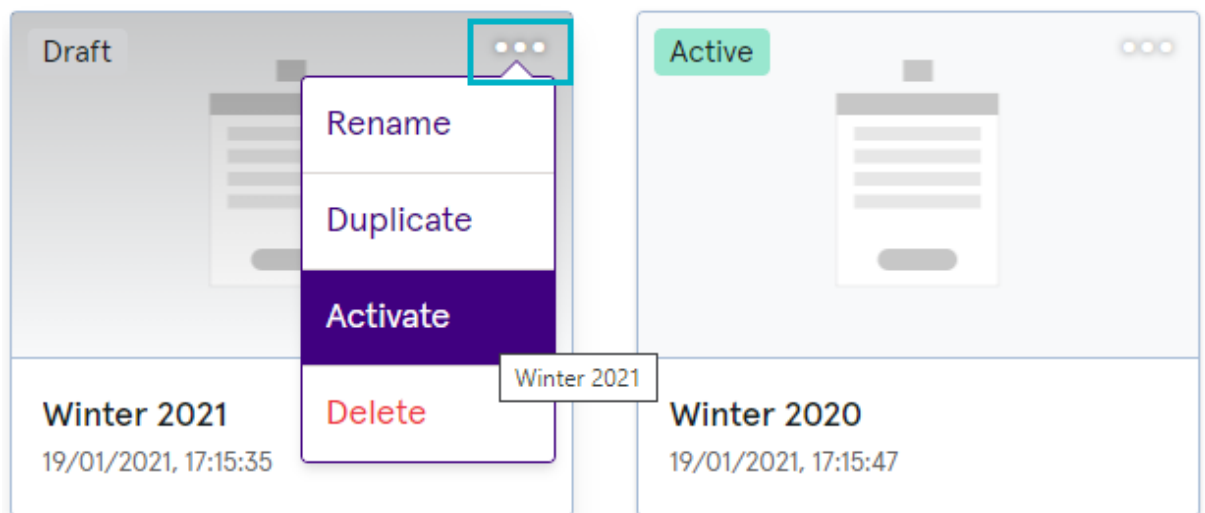 Draft
Rename
Duplicate
Activate
Delete
Winter 2021
Winter 2021
19/01/2021, 17:15:35
Active
Winter 2020
19/01/2021, 17:15:47